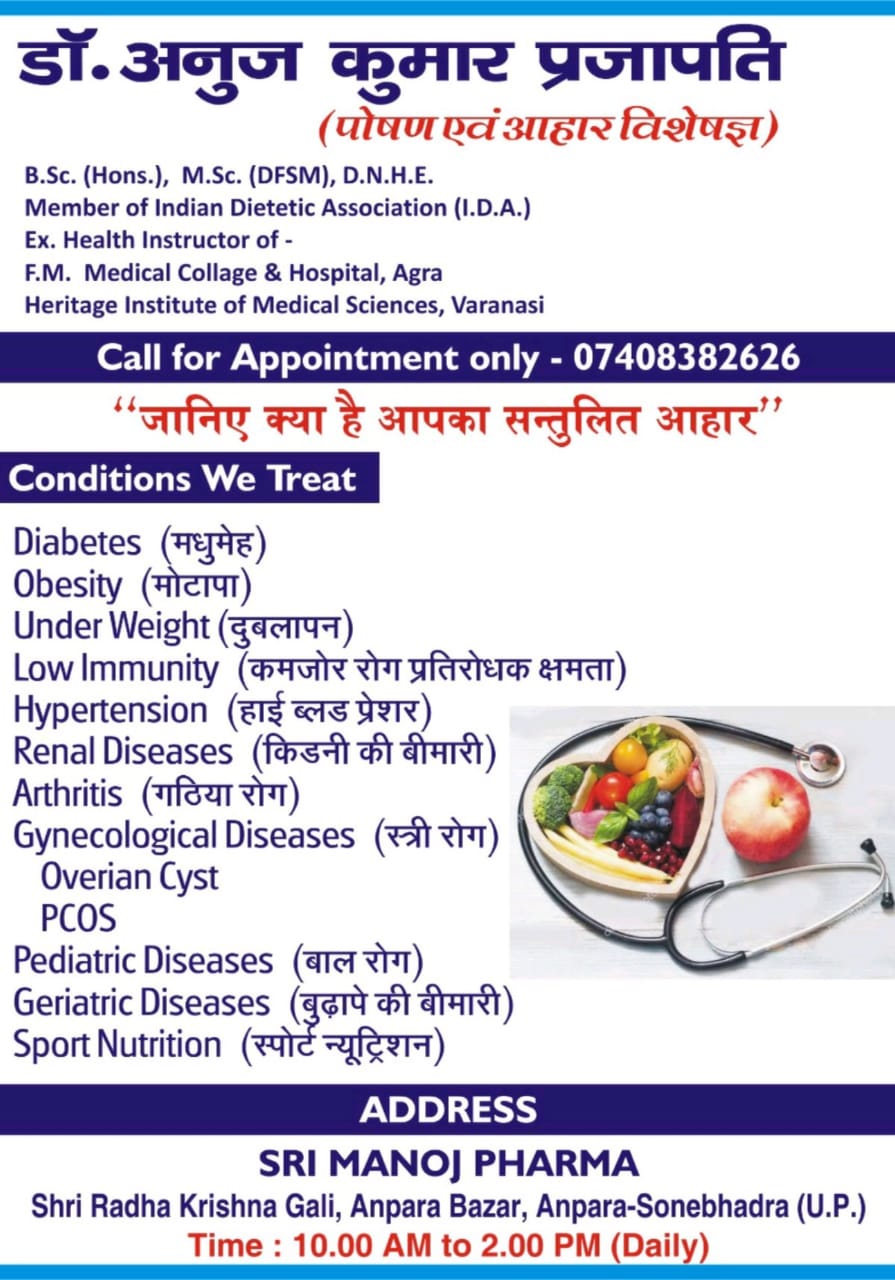 डॉ. अनुज कुमार प्रजापति
(पोषण एवं आहार विशेषज्ञ)
B.Sc. (Hons.), M.Sc. (DFSM), D.N.H.E.
Member of Indian Dietetic Association (I.D.A.)
Ex. Health Instructor of -
F.M. Medical Collage & Hospital, Agra
Heritage Institute of Medical Sciences, Varanasi
Call for Appointment only - 07408382626
“जानिए क्या है आपका सन्तुलित आहार”
Conditions We Treat
Diabetes (मधुमेह)
Obesity (मोटापा)
Under Weight (दुबलापन)
Low Immunity (कमजोर रोग प्रतिरोधक क्षमता)
Hypertension (हाई ब्लड प्रेशर)
Renal Diseases (किडनी की बीमारी)
Arthritis (गठिया रोग)
Gynecological Diseases (स्त्री रोग)
Overian Cyst
PCOS
Pediatric Diseases (बाल रोग)
Geriatric Diseases (बुढ़ापे की बीमारी)
Sport Nutrition (स्पोर्ट न्यूट्रिशन)
ADDRESS
SRI MANOJ PHARMA
Shri Radha Krishna Gali, Anpara Bazar, Anpara-Sonebhadra (U.P.)
Time : 10.00 AM to 2.00 PM (Daily)